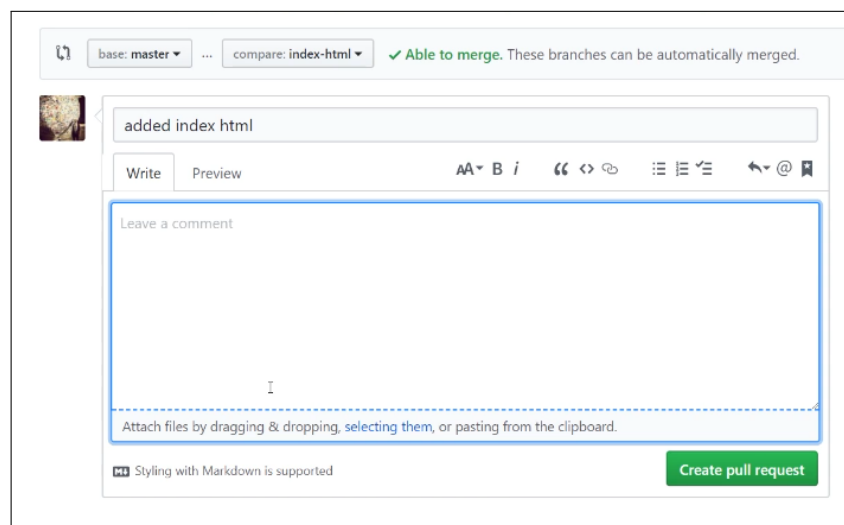 base: master ... compare: index-html ✓ Able to merge. These branches can be automatically merged.
added index html
Write Preview AA B i “ <> @
Leave a comment
Attach files by dragging & dropping, selecting them, or pasting from the clipboard.
Styling with Markdown is supported
Create pull request